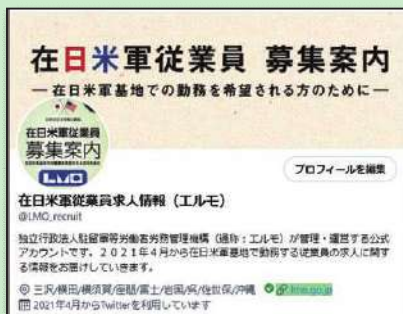 在日米軍従業員 募集案内
―在日米軍基地での勤務を希望される方のために―
在日米軍従業員
募集案内
LMO
プロフィールを編集
在日米軍従業員求人情報（エルモ）
@LMO_recruit
独立行政法人駐留軍等労働者労務管理機構（通称：エルモ）が管理・運営する公式
アカウントです。２０２１年4月から在日米軍基地で勤務する従業員の求人に関す
る情報をお届けしていきます。
三沢/横田/横須賀/座間/富士/岩国/呉/佐世保/沖縄 lmo.go.jp
2021年4月からTwitterを利用しています